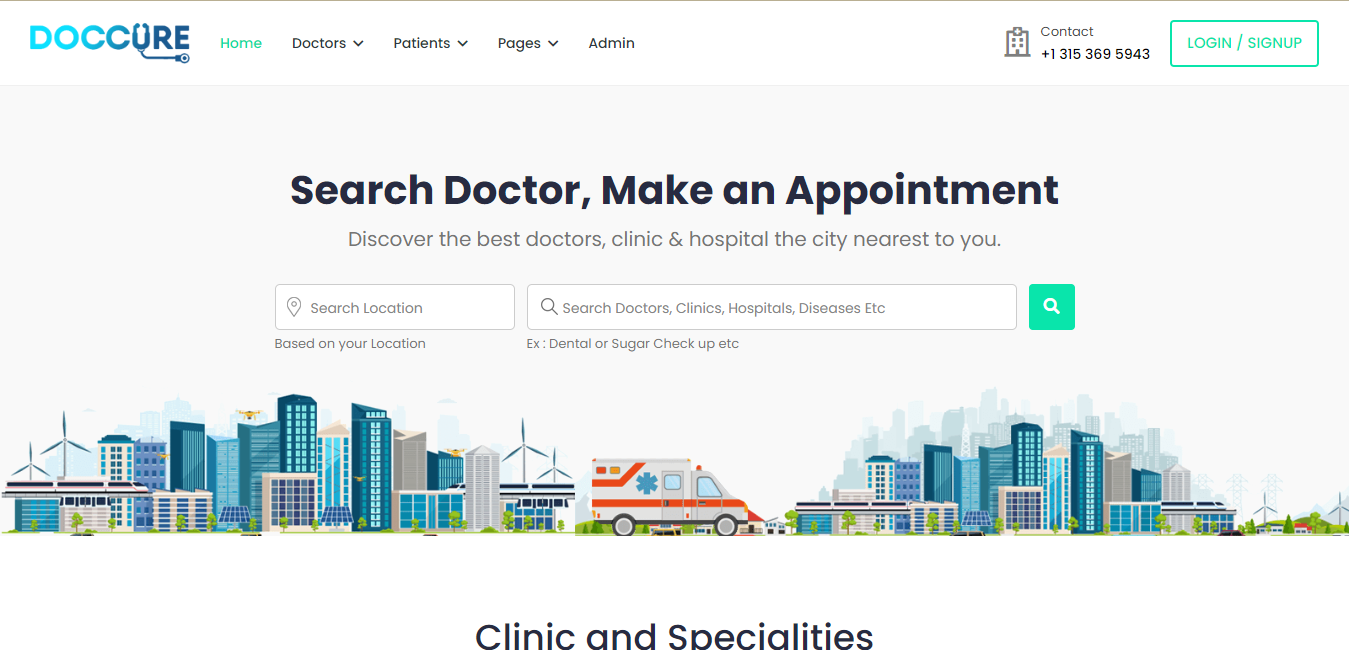 DOCCURE
Home
Doctors
Patients
Pages
Admin
Contact
+1 315 369 5943
LOGIN / SIGNUP
Search Doctor, Make an Appointment
Discover the best doctors, clinic & hospital the city nearest to you.
Search Location
Search Doctors, Clinics, Hospitals, Diseases Etc
Based on your Location
Ex : Dental or Sugar Check up etc
Clinic and Specialities